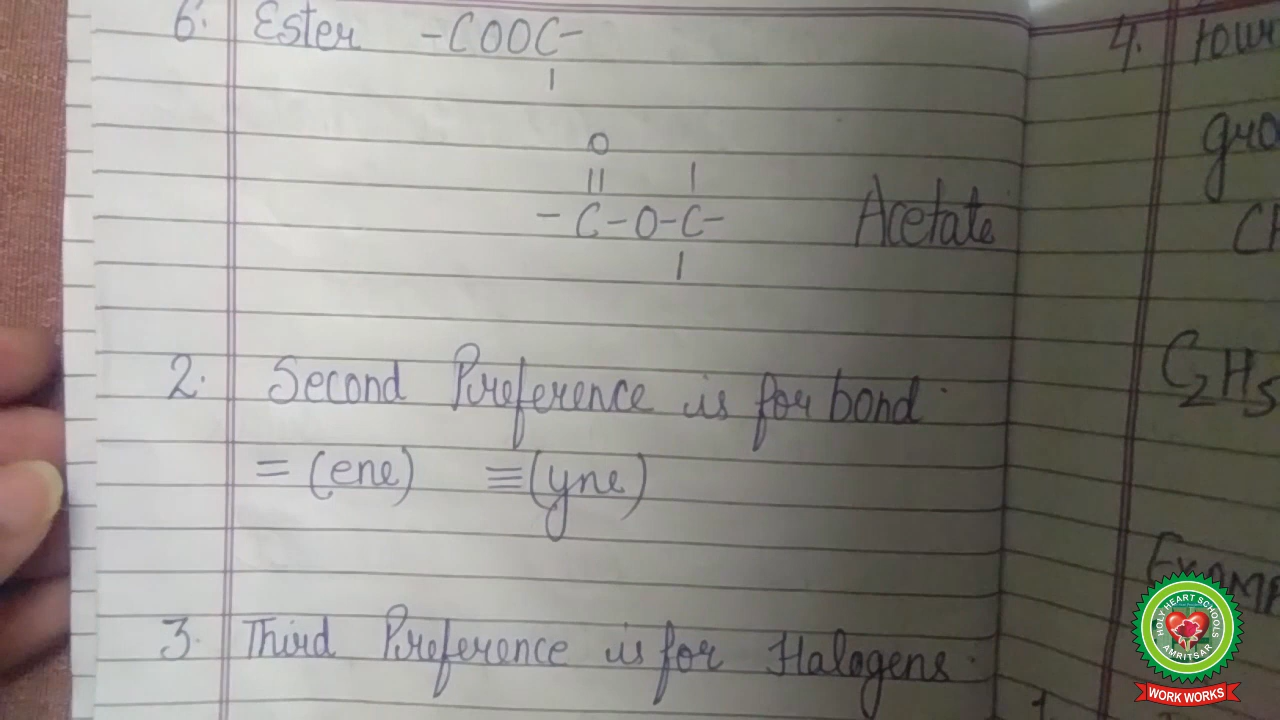 6. Ester -COOC-
O
-C-O-C-
Acetate
2. Second Preference is for bond.
= (ene) ≡(yne)
3. Third Preference is for Halogens.
4.
C₂H₅
HOLY HEART SCHOOLS
AMRITSAR
WORK WORKS